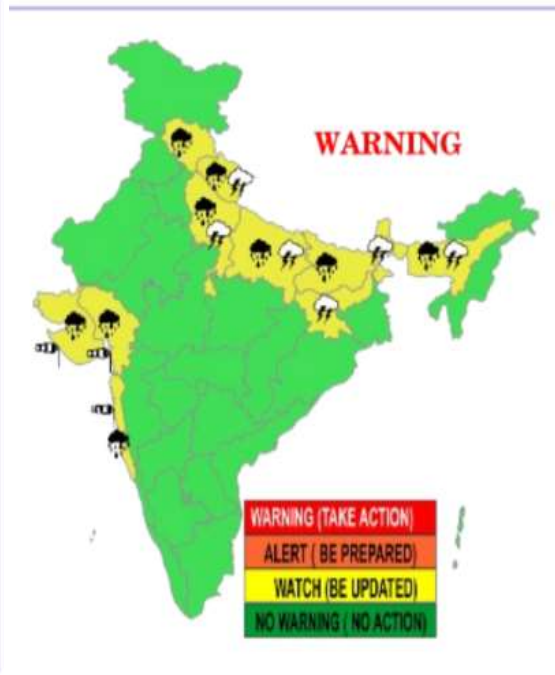 WARNING
WARNING (TAKE ACTION)
ALERT ( BE PREPARED)
WATCH (BE UPDATED)
NO WARNING ( NO ACTION)